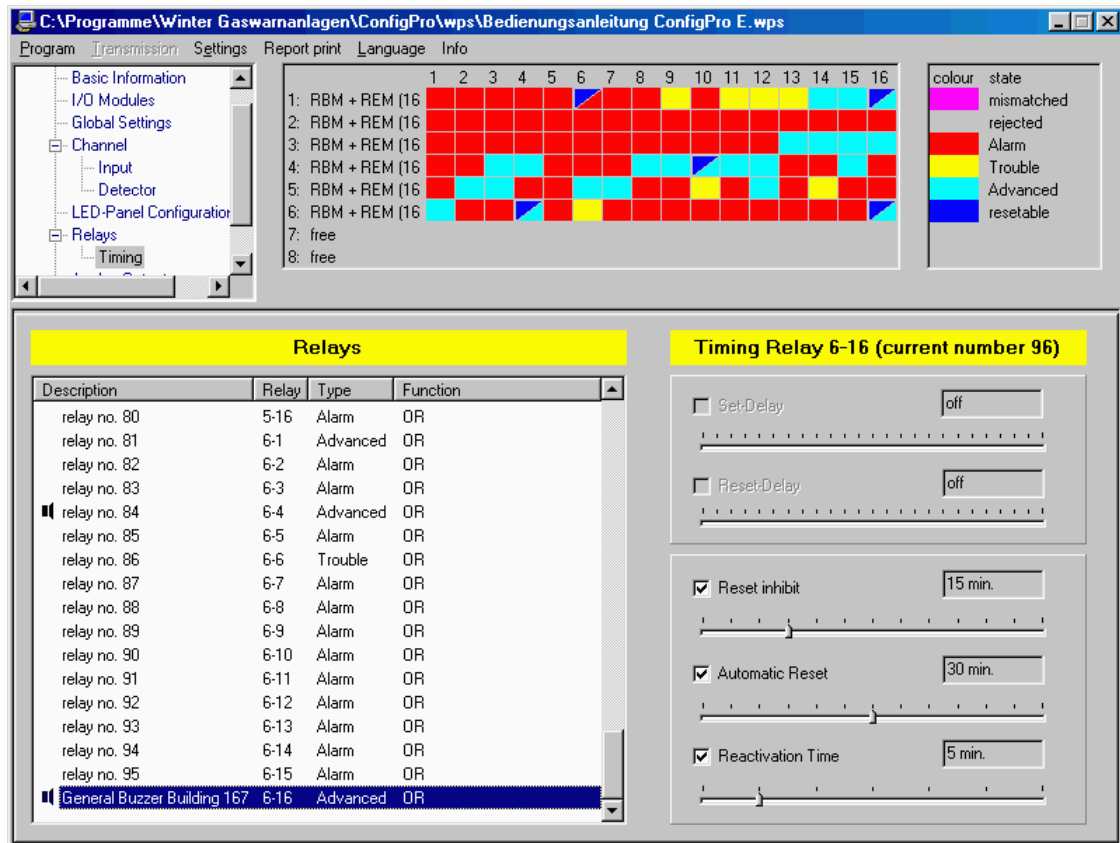 C:\Programme\Winter Gaswarnanlagen\ConfigPro\wps\Bedienungsanleitung ConfigPro E.wps
Program Transmission Settings Report print Language Info
Basic Information
I/O Modules
Global Settings
Channel
Input
Detector
LED-Panel Configuration
Relays
Timing
1 2 3 4 5 6 7 8 9 10 11 12 13 14 15 16
1: RBM + REM (16
2: RBM + REM (16
3: RBM + REM (16
4: RBM + REM (16
5: RBM + REM (16
6: RBM + REM (16
7: free
8: free
colour state
mismatched
rejected
Alarm
Trouble
Advanced
resetable
Relays
Description Relay Type Function
relay no. 80 5-16 Alarm OR
relay no. 81 6-1 Advanced OR
relay no. 82 6-2 Alarm OR
relay no. 83 6-3 Alarm OR
relay no. 84 6-4 Advanced OR
relay no. 85 6-5 Alarm OR
relay no. 86 6-6 Trouble OR
relay no. 87 6-7 Alarm OR
relay no. 88 6-8 Alarm OR
relay no. 89 6-9 Alarm OR
relay no. 90 6-10 Alarm OR
relay no. 91 6-11 Alarm OR
relay no. 92 6-12 Alarm OR
relay no. 93 6-13 Alarm OR
relay no. 94 6-14 Alarm OR
relay no. 95 6-15 Alarm OR
General Buzzer Building 167 6-16 Advanced OR
Timing Relay 6-16 (current number 96)
Set-Delay off
Reset-Delay off
Reset inhibit 15 min.
Automatic Reset 30 min.
Reactivation Time 5 min.